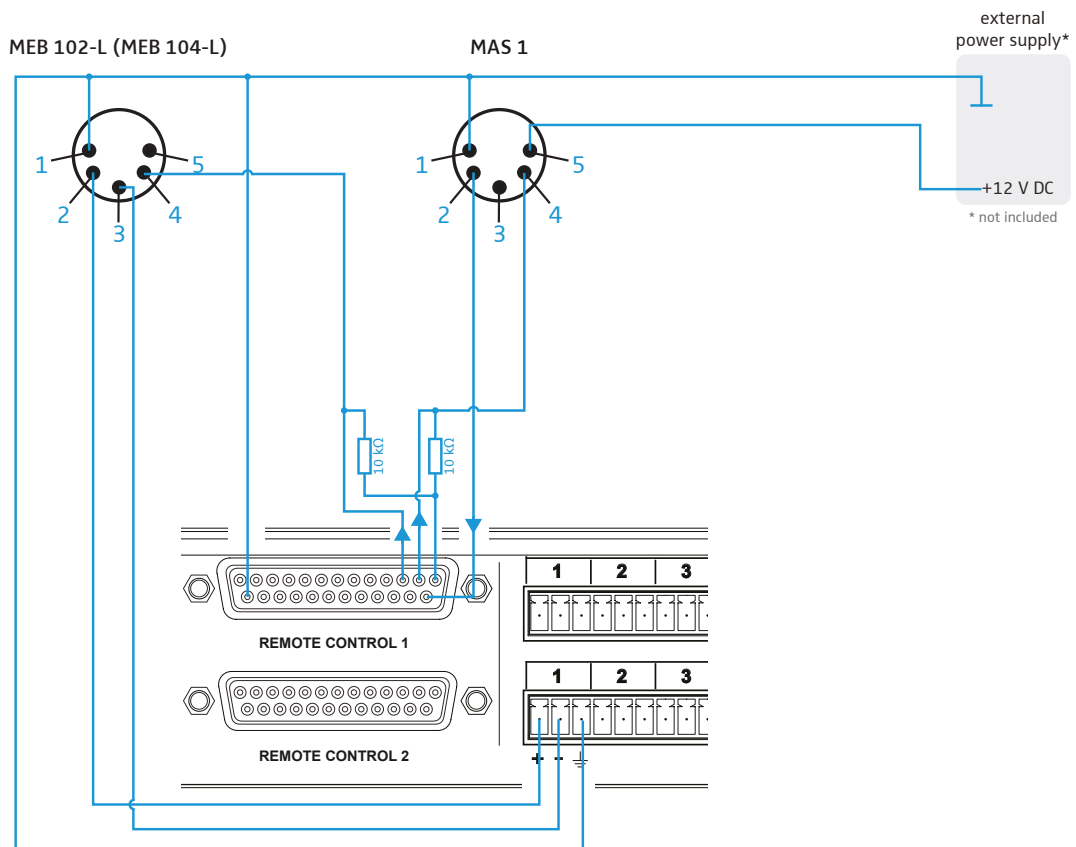 external
power supply*
MEB 102-L (MEB 104-L)
MAS 1
1
5
2
4
3
1
5
2
4
3
+12 V DC
* not included
10 kΩ
10 kΩ
1
2
3
REMOTE CONTROL 1
1
2
3
REMOTE CONTROL 2
+ -